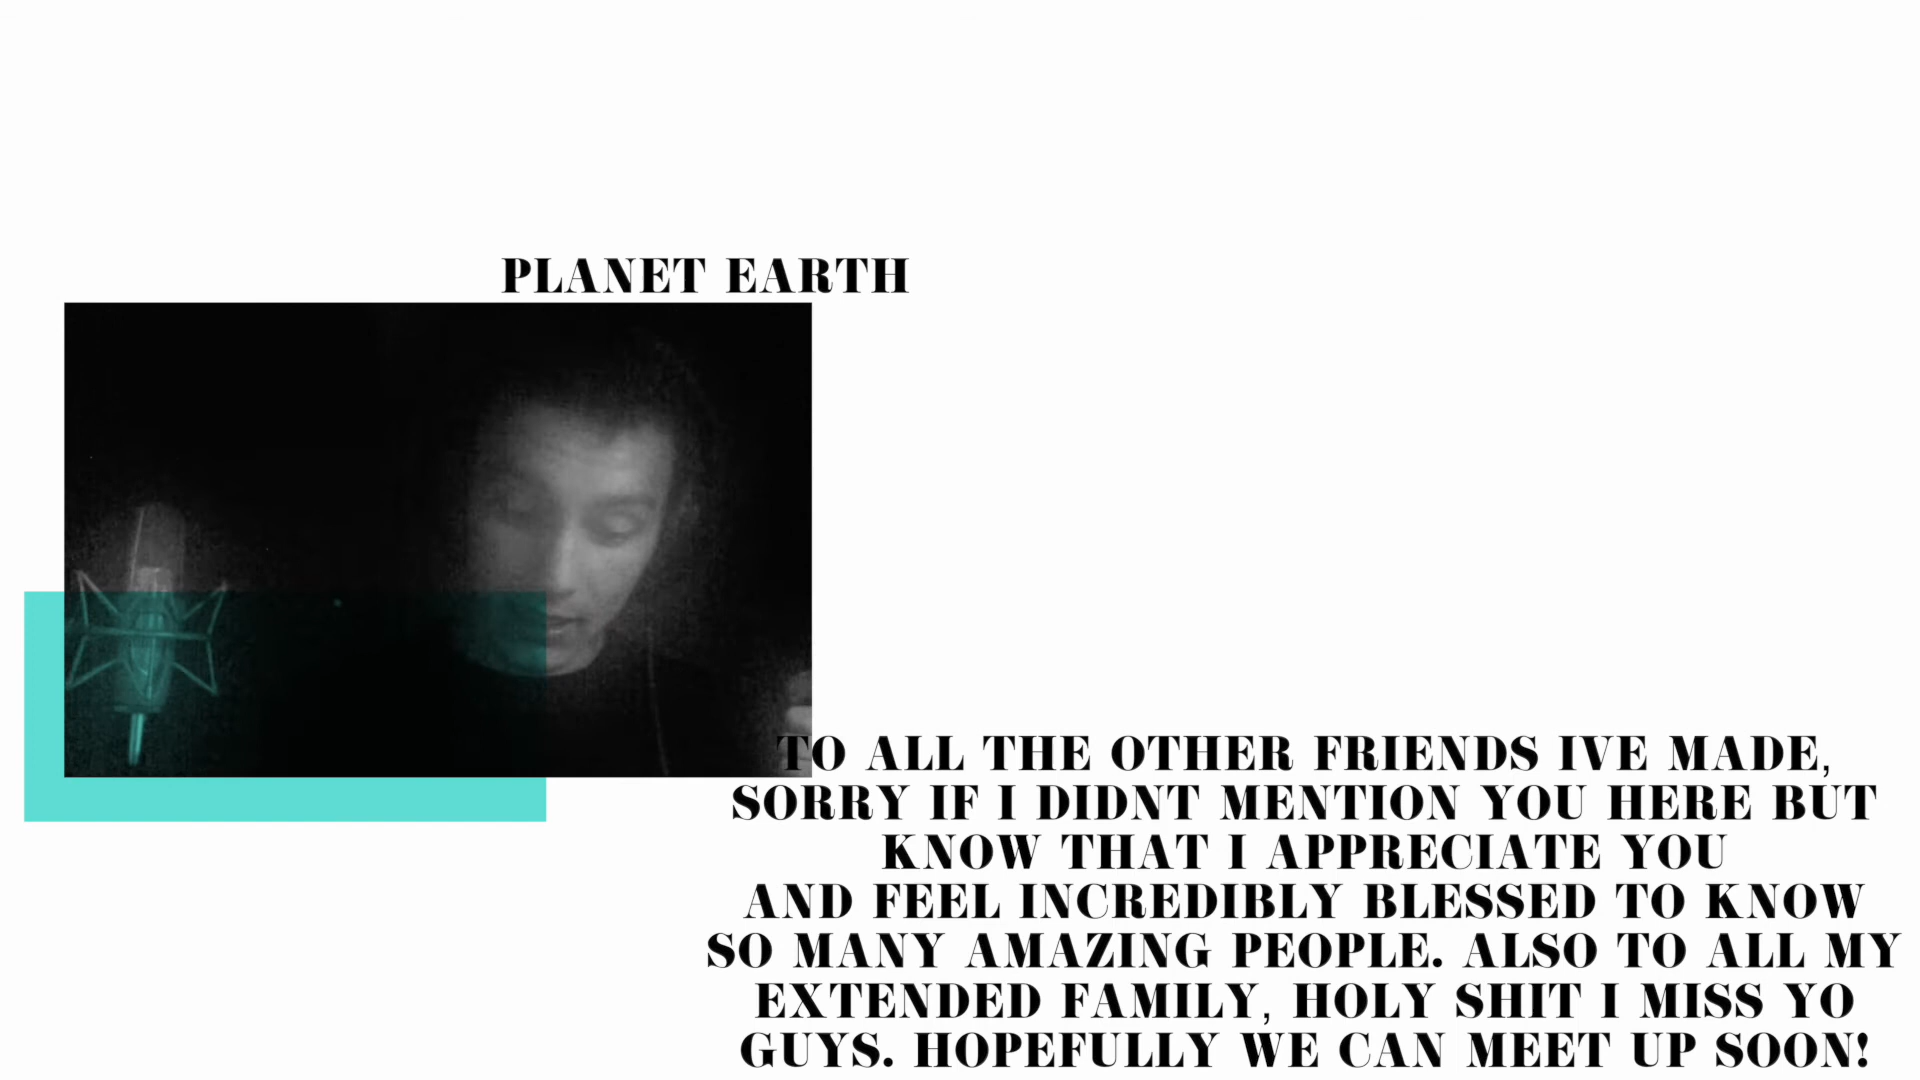 PLANET EARTH
TO ALL THE OTHER FRIENDS IVE MADE,
SORRY IF I DIDNT MENTION YOU HERE BUT
KNOW THAT I APPRECIATE YOU
AND FEEL INCREDIBLY BLESSED TO KNOW
SO MANY AMAZING PEOPLE. ALSO TO ALL MY
EXTENDED FAMILY, HOLY SHIT I MISS YO
GUYS. HOPEFULLY WE CAN MEET UP SOON!